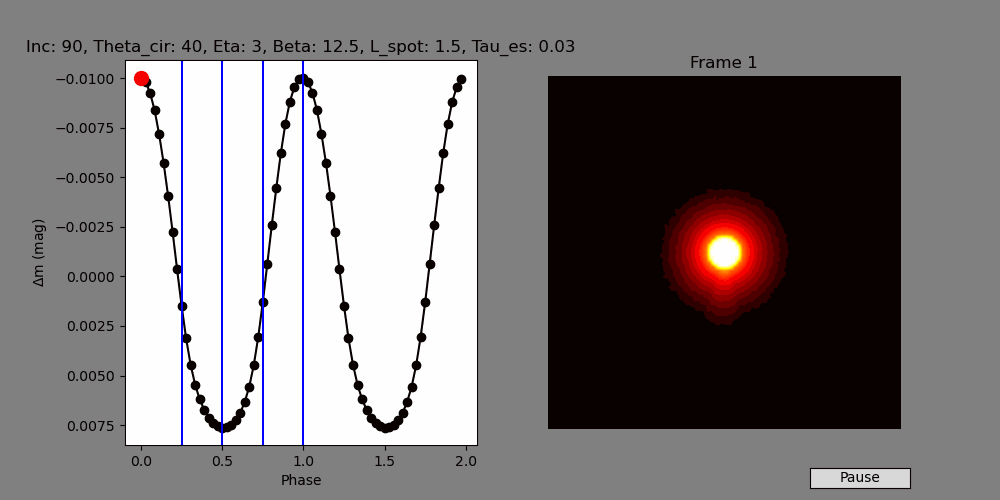 Inc: 90, Theta_cir: 40, Eta: 3, Beta: 12.5, L_spot: 1.5, Tau_es: 0.03
Frame 1
−0.0100
−0.0075
−0.0050
−0.0025
0.0000
0.0025
0.0050
0.0075
Δm (mag)
0.0 0.5 1.0 1.5 2.0
Phase
Pause